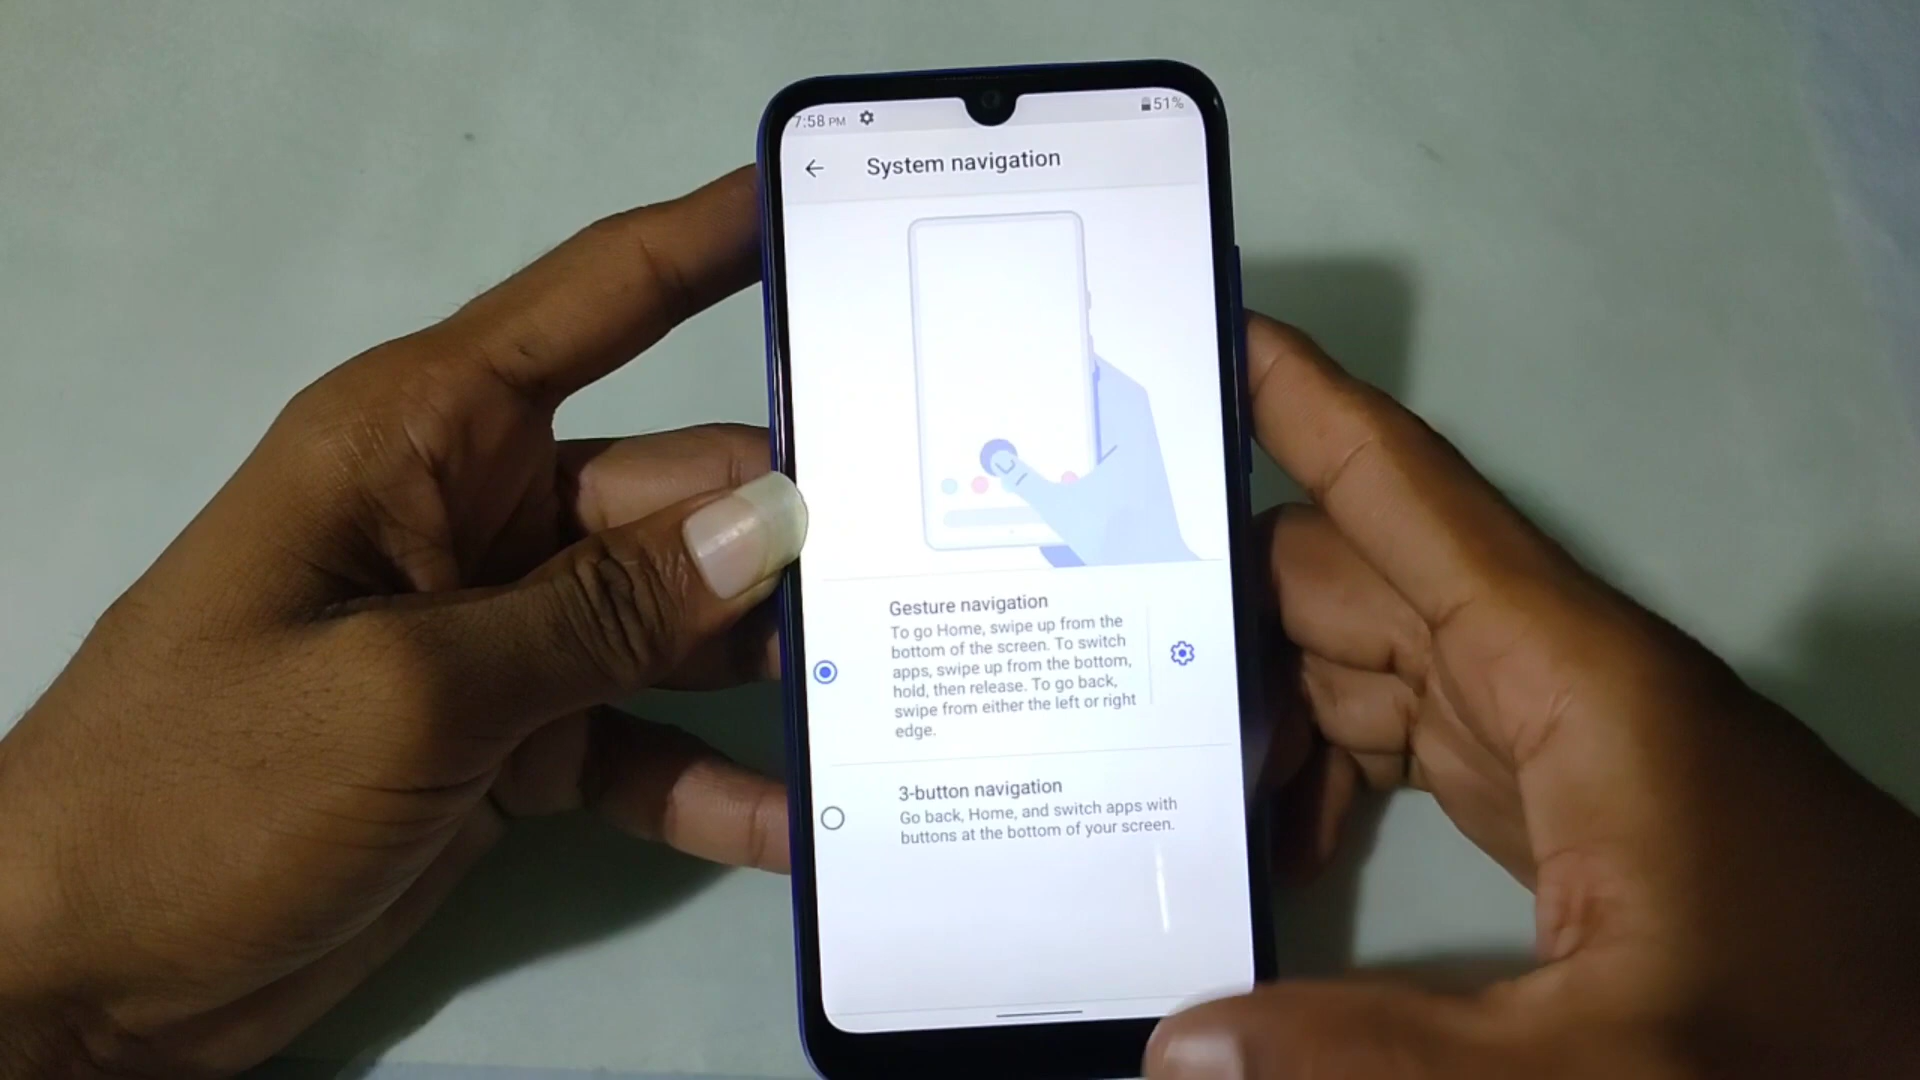 7:58 PM
51%
System navigation
Gesture navigation
To go Home, swipe up from the
bottom of the screen. To switch
apps, swipe up from the bottom,
hold, then release. To go back,
swipe from either the left or right
edge.
3-button navigation
Go back, Home, and switch apps with
buttons at the bottom of your screen.